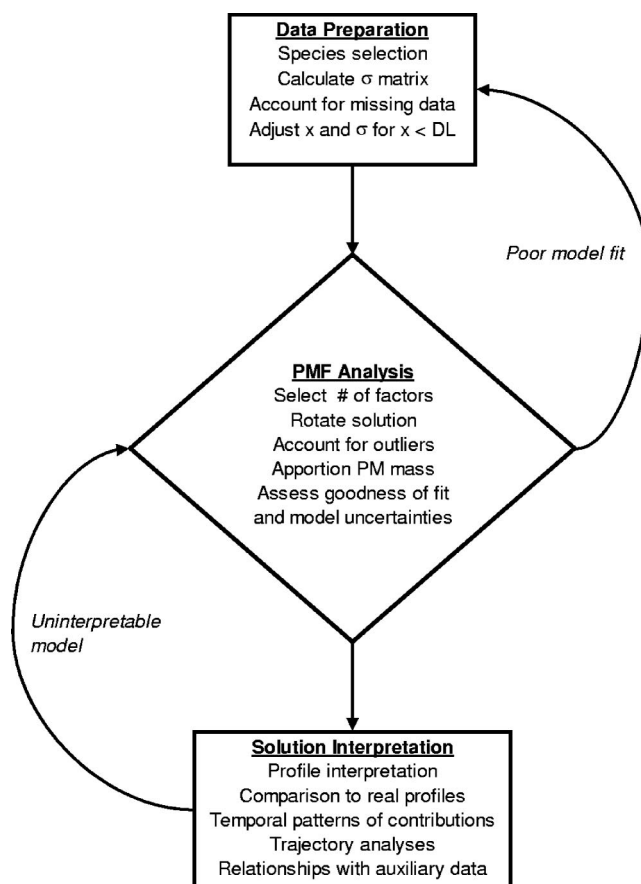 Data Preparation
Species selection
Calculate σ matrix
Account for missing data
Adjust x and σ for x < DL
Poor model fit
PMF Analysis
Select # of factors
Rotate solution
Account for outliers
Apportion PM mass
Assess goodness of fit
and model uncertainties
Uninterpretable
model
Solution Interpretation
Profile interpretation
Comparison to real profiles
Temporal patterns of contributions
Trajectory analyses
Relationships with auxiliary data